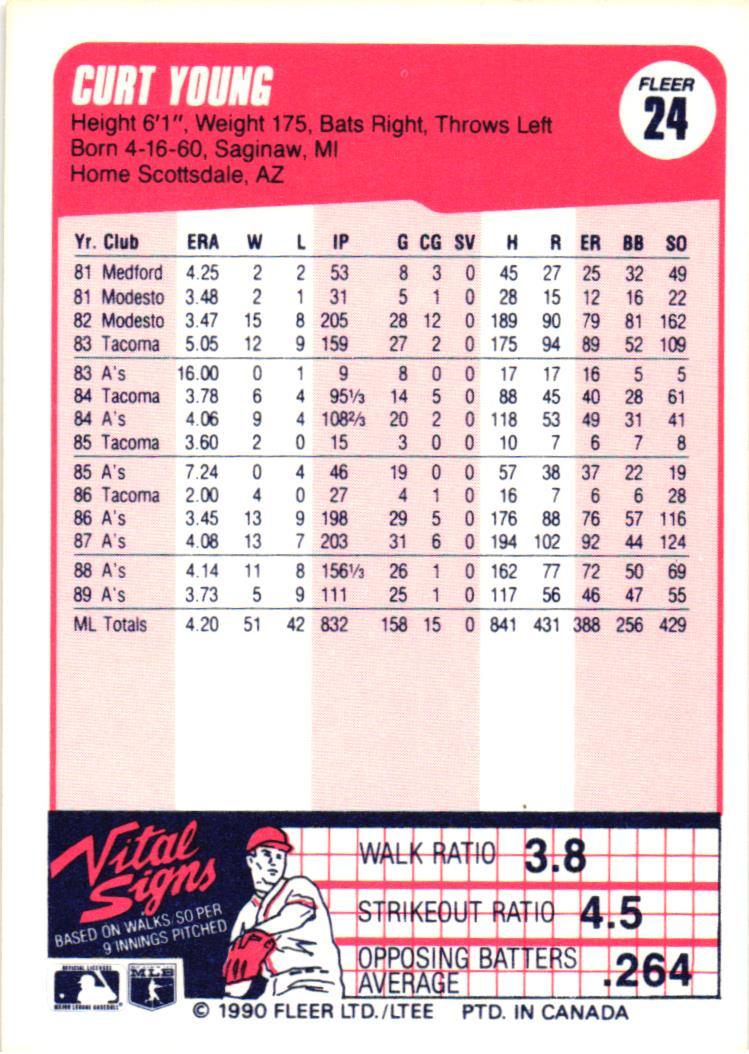 CURT YOUNG
FLEER
24
Height 6'1", Weight 175, Bats Right, Throws Left
Born 4-16-60, Saginaw, MI
Home Scottsdale, AZ
Yr. Club ERA W L IP G CG SV H R ER BB SO
81 Medford 4.25 2 2 53 8 3 0 45 27 25 32 49
81 Modesto 3.48 2 1 31 5 1 0 28 15 12 16 22
82 Modesto 3.47 15 8 205 28 12 0 189 90 79 81 162
83 Tacoma 5.05 12 9 159 27 2 0 175 94 89 52 109
83 A's 16.00 0 1 9 8 0 0 17 17 16 5 5
84 Tacoma 3.78 6 4 95⅓ 14 5 0 88 45 40 28 61
84 A's 4.06 9 4 108⅔ 20 2 0 118 53 49 31 41
85 Tacoma 3.60 2 0 15 3 0 0 10 7 6 7 8
85 A's 7.24 0 4 46 19 0 0 57 38 37 22 19
86 Tacoma 2.00 4 0 27 4 1 0 16 7 6 6 28
86 A's 3.45 13 9 198 29 5 0 176 88 76 57 116
87 A's 4.08 13 7 203 31 6 0 194 102 92 44 124
88 A's 4.14 11 8 156⅓ 26 1 0 162 77 72 50 69
89 A's 3.73 5 9 111 25 1 0 117 56 46 47 55
ML Totals 4.20 51 42 832 158 15 0 841 431 388 256 429
Vital
Signs
BASED ON WALKS/SO PER
9 INNINGS PITCHED
WALK RATIO 3.8
STRIKEOUT RATIO 4.5
OPPOSING BATTERS
AVERAGE .264
OFFICIAL LICENSEE
MAJOR LEAGUE BASEBALL
MLB
© 1990 FLEER LTD./LTEE PTD. IN CANADA